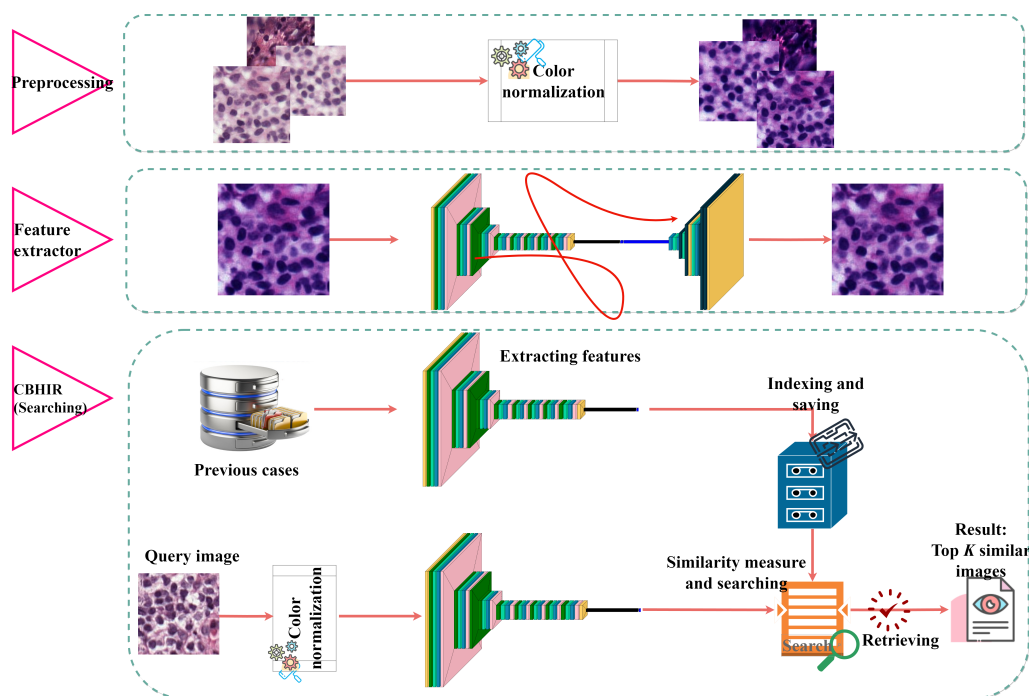 Preprocessing
Color
normalization
Feature
extractor
CBHIR
(Searching)
Extracting features
Previous cases
Indexing and
saving
Query image
Color
normalization
Similarity measure
and searching
Search
Retrieving
Result:
Top K similar
images